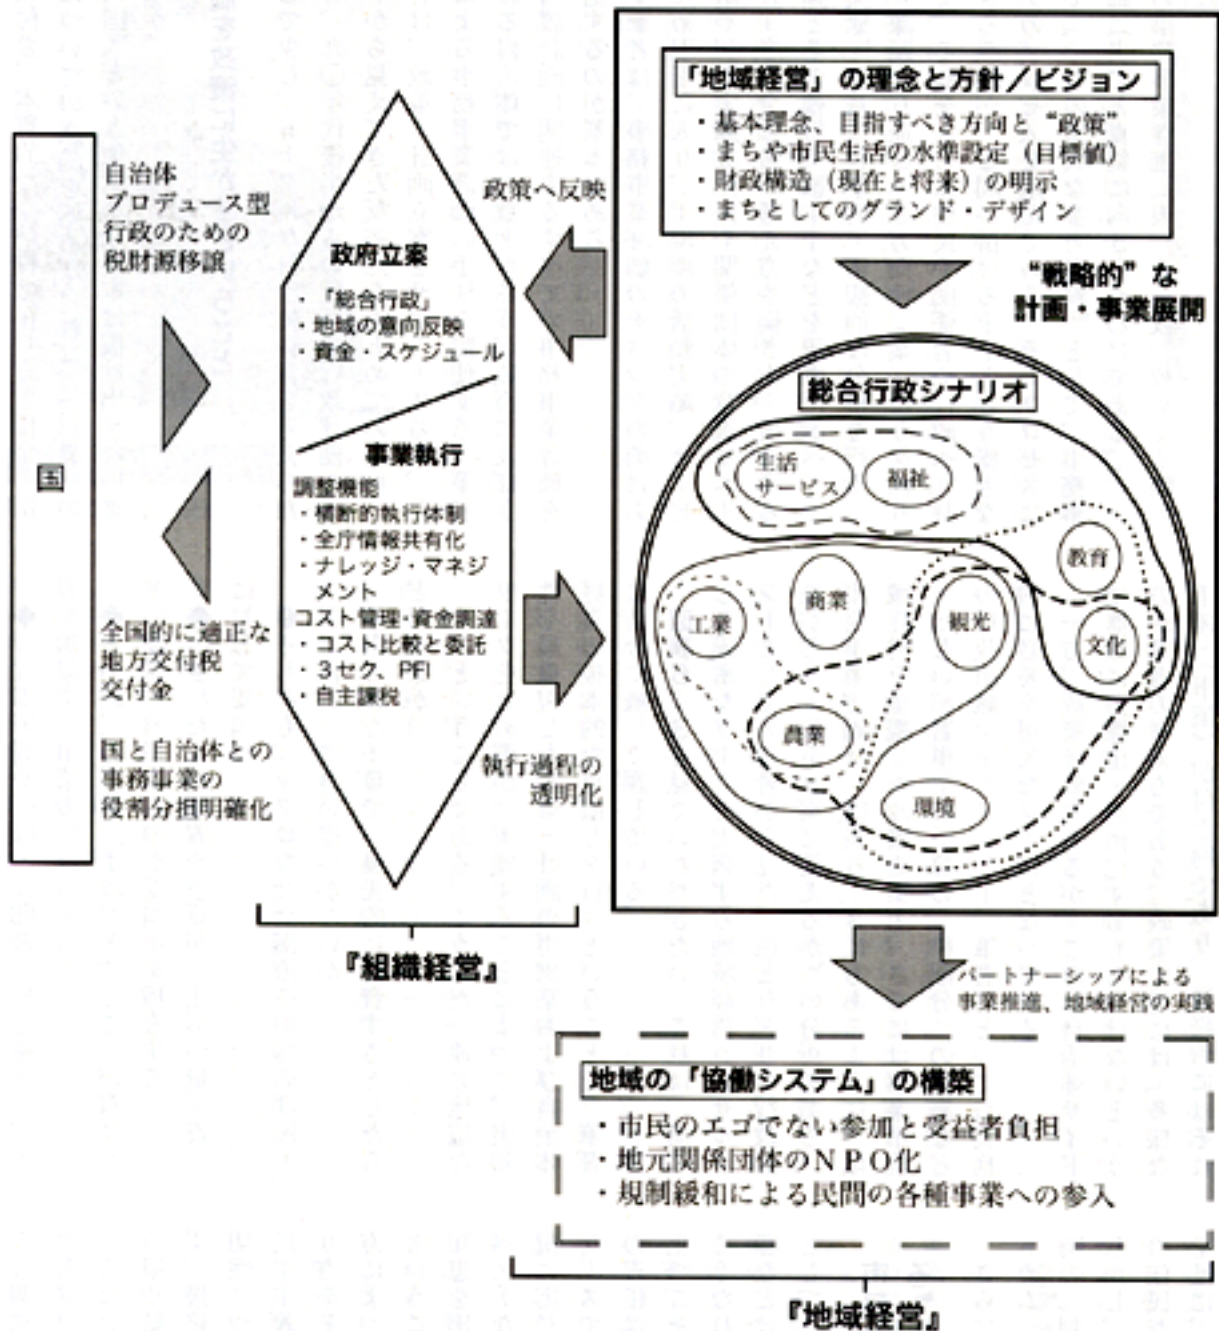 国
自治体
プロデュース型
行政のための
税財源移譲
全国的に適正な
地方交付税
交付金
国と自治体との
事務事業の
役割分担明確化
政府立案
・「総合行政」
・地域の意向反映
・資金・スケジュール
事業執行
調整機能
・横断的執行体制
・全庁情報共有化
・ナレッジ・マネジ
メント
コスト管理・資金調達
・コスト比較と委託
・3セク、PFI
・自主課税
『組織経営』
政策へ反映
執行過程の
透明化
「地域経営」の理念と方針／ビジョン
・基本理念、目指すべき方向と“政策”
・まちや市民生活の水準設定（目標値）
・財政構造（現在と将来）の明示
・まちとしてのグランド・デザイン
“戦略的”な
計画・事業展開
総合行政シナリオ
生活
サービス
福祉
教育
商業
工業
観光
文化
農業
環境
パートナーシップによる
事業推進、地域経営の実践
地域の「協働システム」の構築
・市民のエゴでない参加と受益者負担
・地元関係団体のNPO化
・規制緩和による民間の各種事業への参入
『地域経営』